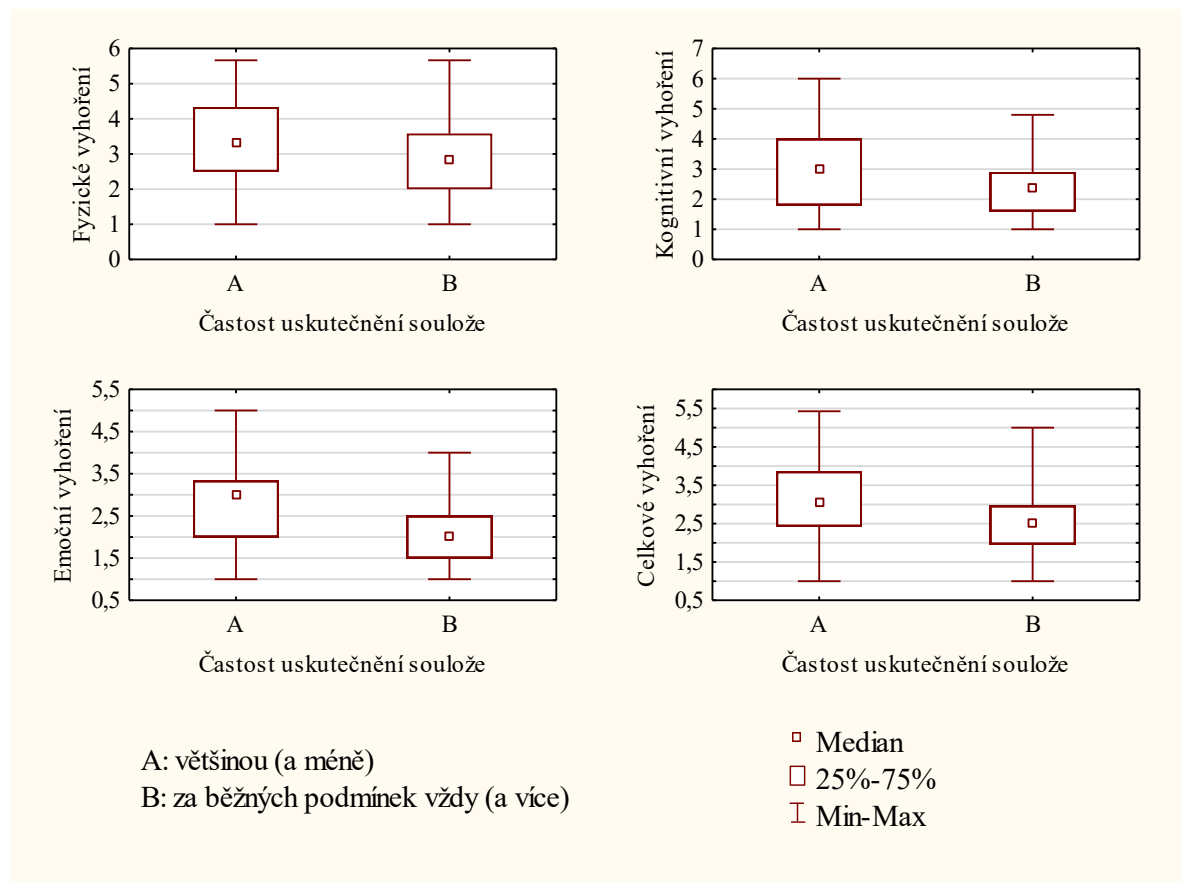 Fyzické vyhoření
6
5
4
3
2
1
0
A B
Častost uskutečnění soulože
Kognitivní vyhoření
7
6
5
4
3
2
1
0
A B
Častost uskutečnění soulože
Emoční vyhoření
5,5
4,5
3,5
2,5
1,5
0,5
A B
Častost uskutečnění soulože
Celkové vyhoření
5,5
4,5
3,5
2,5
1,5
0,5
A B
Častost uskutečnění soulože
A: většinou (a méně)
B: za běžných podmínek vždy (a více)
Median
25%-75%
Min-Max